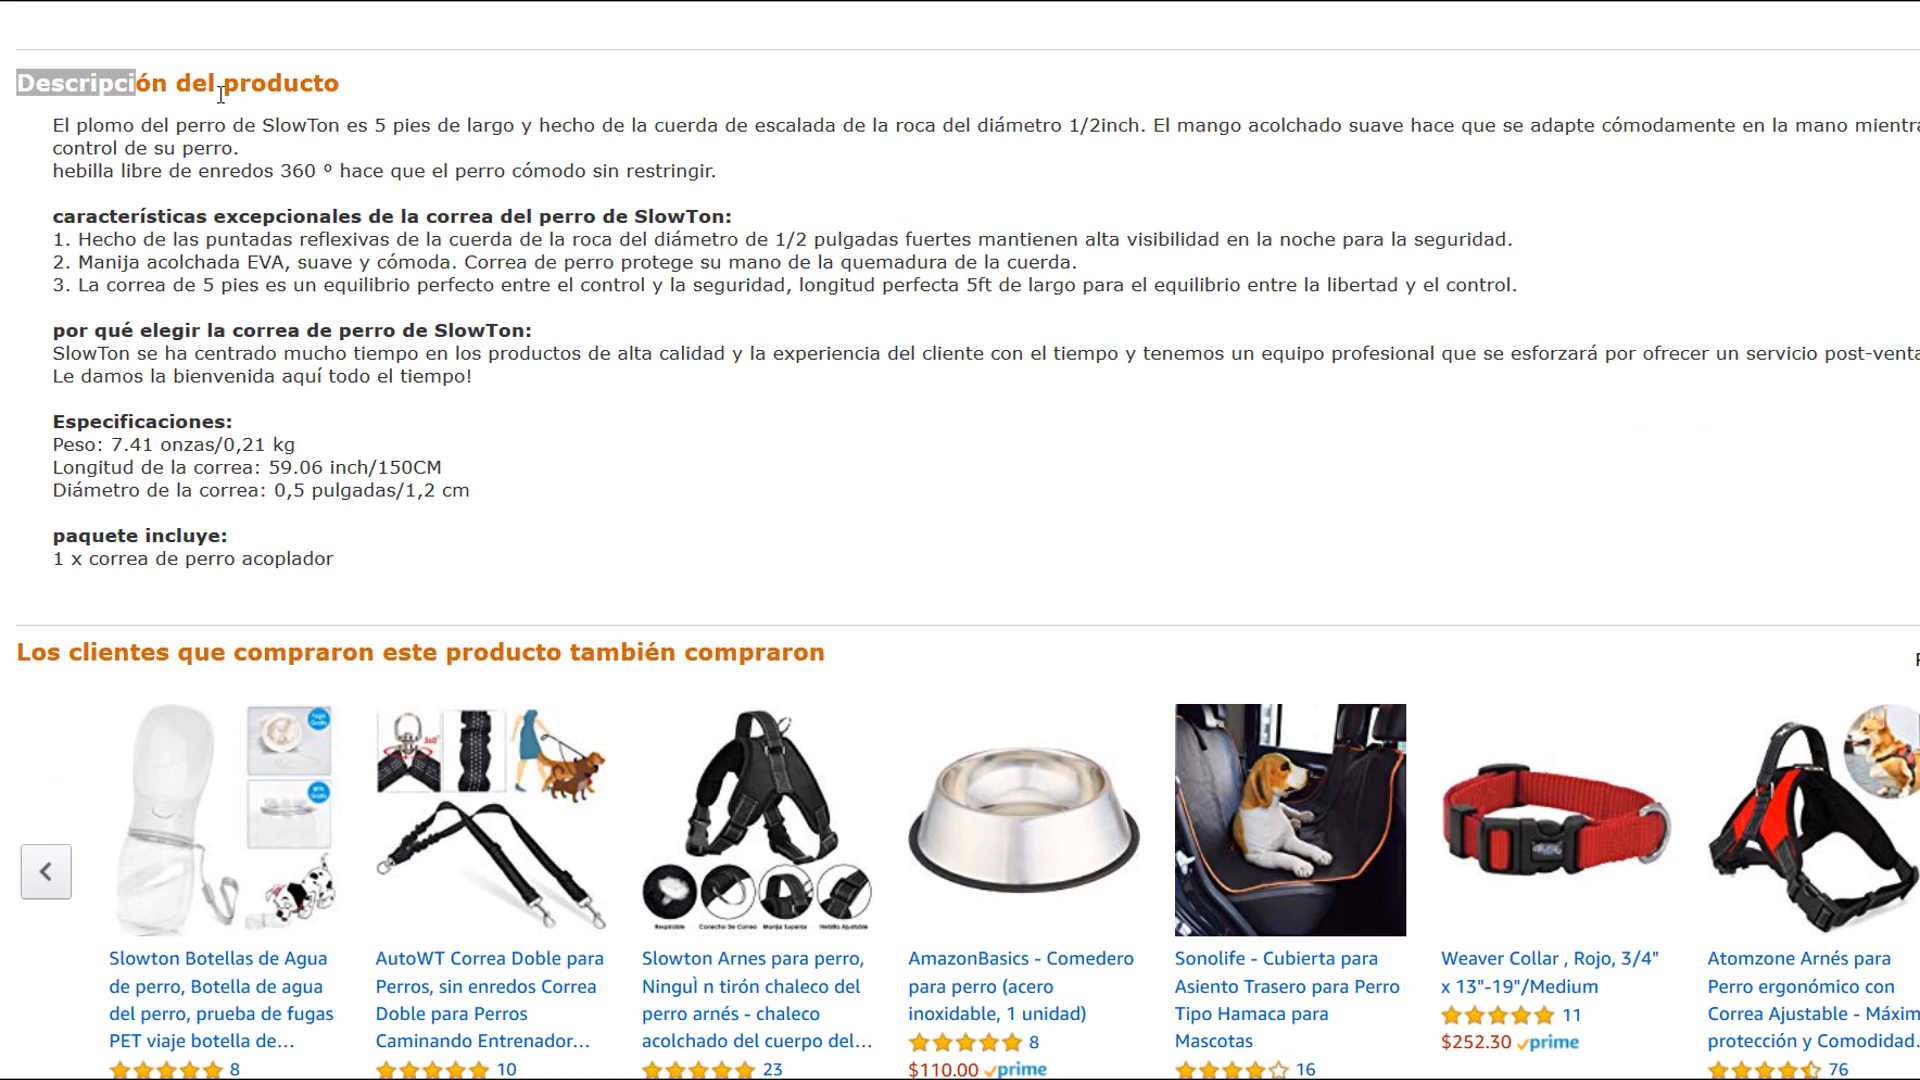 Descripción del producto
El plomo del perro de SlowTon es 5 pies de largo y hecho de la cuerda de escalada de la roca del diámetro 1/2inch. El mango acolchado suave hace que se adapte cómodamente en la mano
control de su perro.
hebilla libre de enredos 360 º hace que el perro cómodo sin restringir.
características excepcionales de la correa del perro de SlowTon:
1. Hecho de las puntadas reflexivas de la cuerda de la roca del diámetro de 1/2 pulgadas fuertes mantienen alta visibilidad en la noche para la seguridad.
2. Manija acolchada EVA, suave y cómoda. Correa de perro protege su mano de la quemadura de la cuerda.
3. La correa de 5 pies es un equilibrio perfecto entre el control y la seguridad, longitud perfecta 5ft de largo para el equilibrio entre la libertad y el control.
por qué elegir la correa de perro de SlowTon:
SlowTon se ha centrado mucho tiempo en los productos de alta calidad y la experiencia del cliente con el tiempo y tenemos un equipo profesional que se esforzará por ofrecer un servicio post-venta
Le damos la bienvenida aquí todo el tiempo!
Especificaciones:
Peso: 7.41 onzas/0,21 kg
Longitud de la correa: 59.06 inch/150CM
Diámetro de la correa: 0,5 pulgadas/1,2 cm
paquete incluye:
1 x correa de perro acoplador
Los clientes que compraron este producto también compraron
360°
Respirable Conector De Correa Manija Superior Hebilla Ajustable
Slowton Botellas de Agua
de perro, Botella de agua
del perro, prueba de fugas
PET viaje botella de...
8
AutoWT Correa Doble para
Perros, sin enredos Correa
Doble para Perros
Caminando Entrenador...
10
Slowton Arnes para perro,
NinguÌ n tirón chaleco del
perro arnés - chaleco
acolchado del cuerpo del...
23
AmazonBasics - Comedero
para perro (acero
inoxidable, 1 unidad)
8
$110.00 prime
Sonolife - Cubierta para
Asiento Trasero para Perro
Tipo Hamaca para
Mascotas
16
Weaver Collar , Rojo, 3/4"
x 13"-19"/Medium
11
$252.30 prime
Atomzone Arnés para
Perro ergonómico con
Correa Ajustable - Máxim
protección y Comodidad.
76